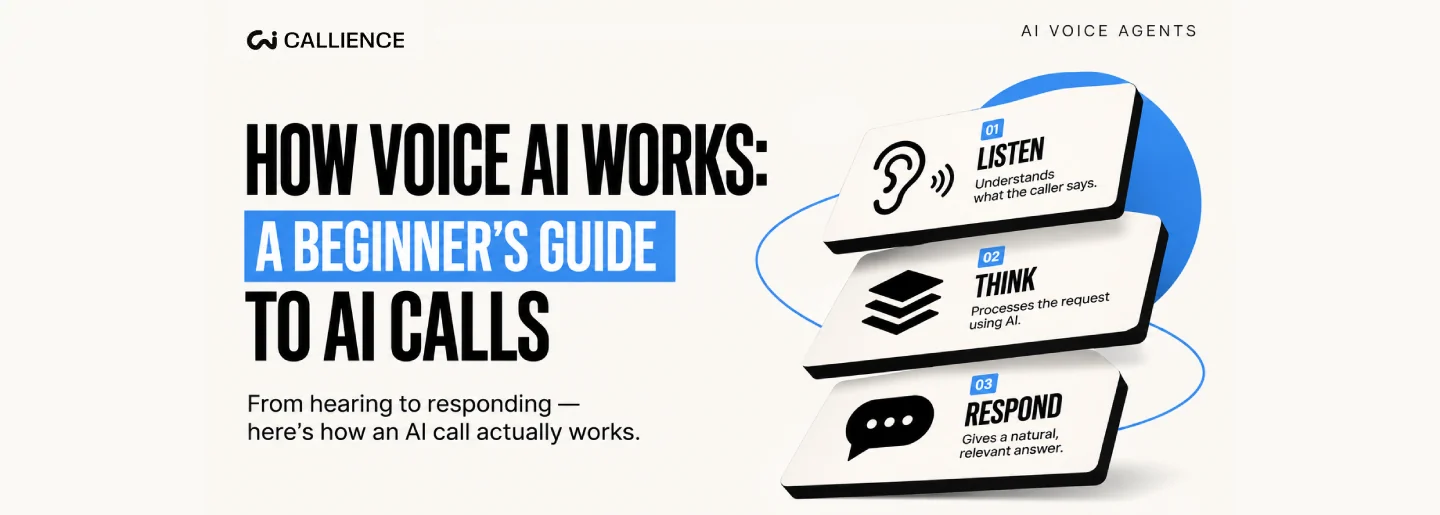 CALLIENCE
AI VOICE AGENTS
HOW VOICE AI WORKS:
A BEGINNER'S GUIDE
TO AI CALLS
From hearing to responding —
here's how an AI call actually works.
01
LISTEN
Understands
what the caller says.
02
THINK
Processes the request
using AI.
03
RESPOND
Gives a natural,
relevant answer.